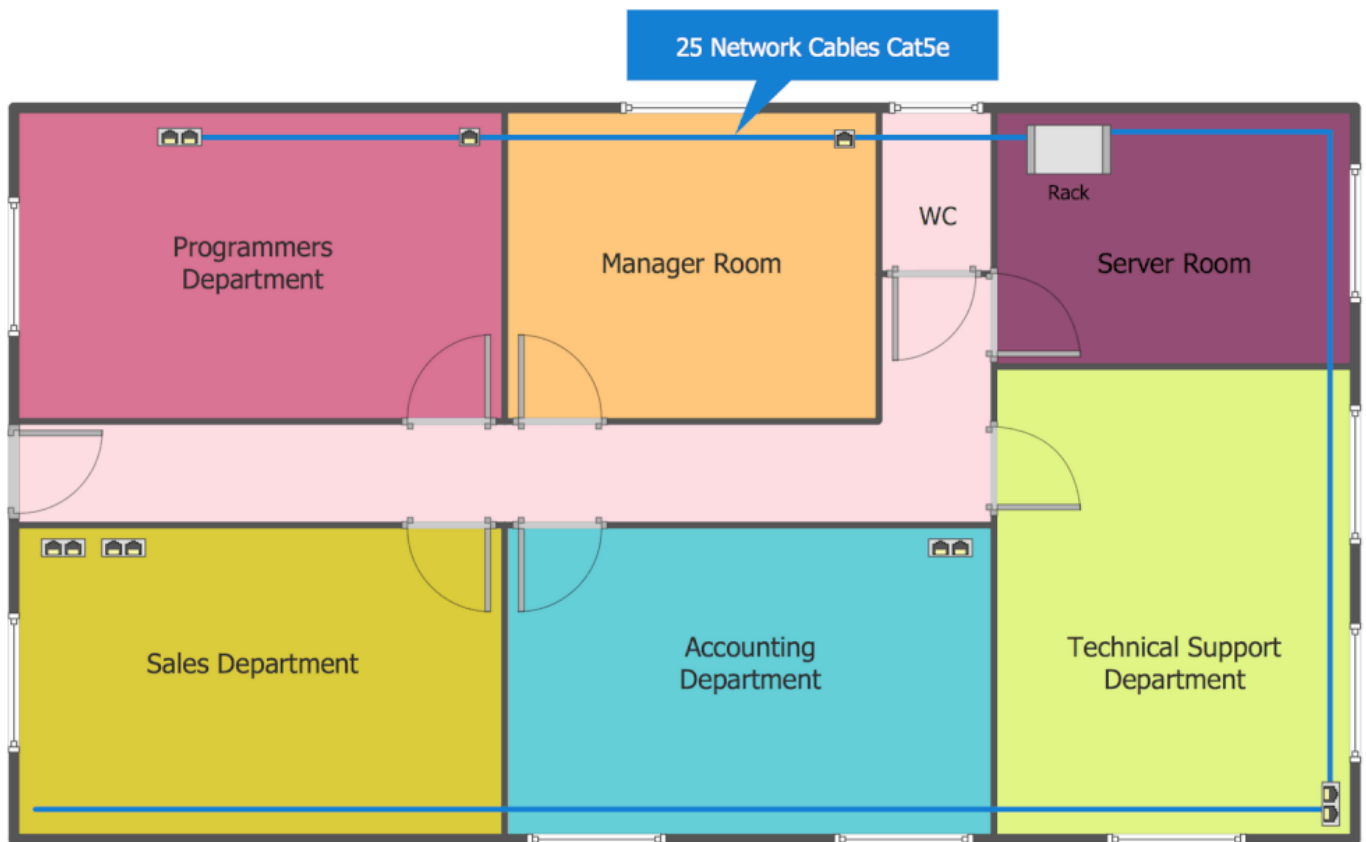 25 Network Cables Cat5e
Rack
WC
Programmers
Department
Manager Room
Server Room
Sales Department
Accounting
Department
Technical Support
Department